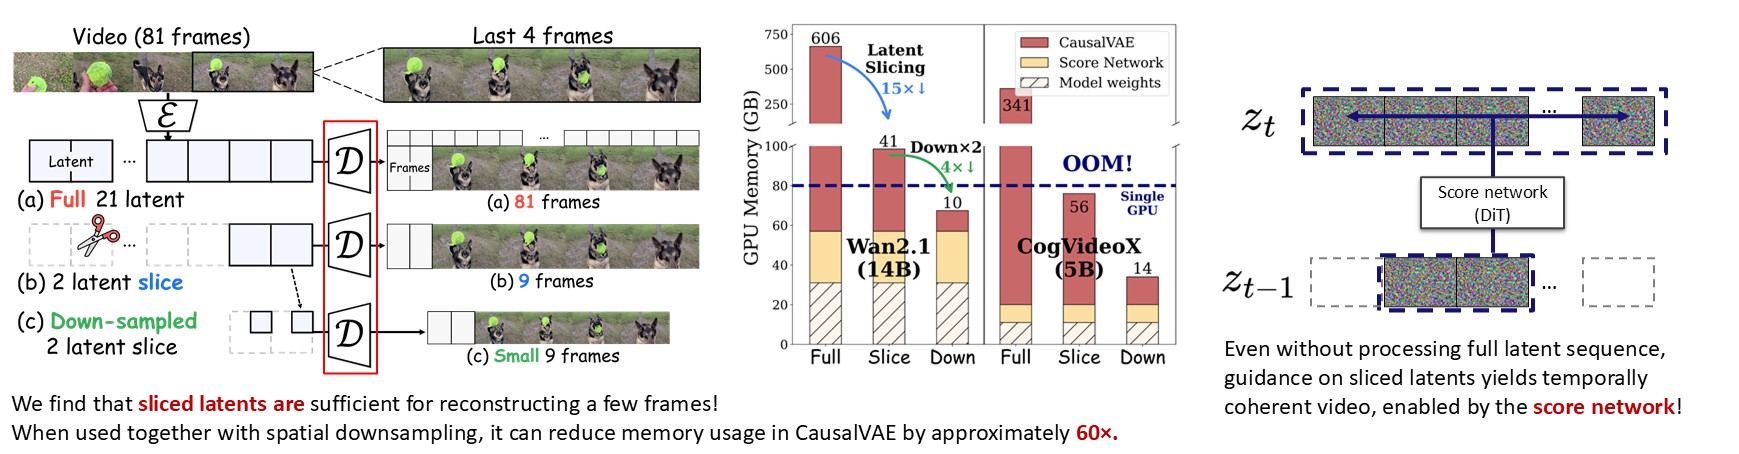 Video (81 frames)
Last 4 frames
ℰ
Latent
...
𝒟
Frames
...
(a) Full 21 latent
(a) 81 frames
...
𝒟
(b) 2 latent slice
(b) 9 frames
(c) Down-sampled
2 latent slice
𝒟
(c) Small 9 frames
GPU Memory (GB)
750
500
250
100
80
60
40
20
0
606
Latent
Slicing
15×↓
41
Down×2
4×↓
10
Wan2.1
(14B)
Full
Slice
Down
CausalVAE
Score Network
Model weights
341
OOM!
Single
GPU
56
14
CogVideoX
(5B)
Full
Slice
Down
z_t
...
Score network
(DiT)
z_{t−1}
...
We find that sliced latents are sufficient for reconstructing a few frames!
When used together with spatial downsampling, it can reduce memory usage in CausalVAE by approximately 60×.
Even without processing full latent sequence,
guidance on sliced latents yields temporally
coherent video, enabled by the score network!